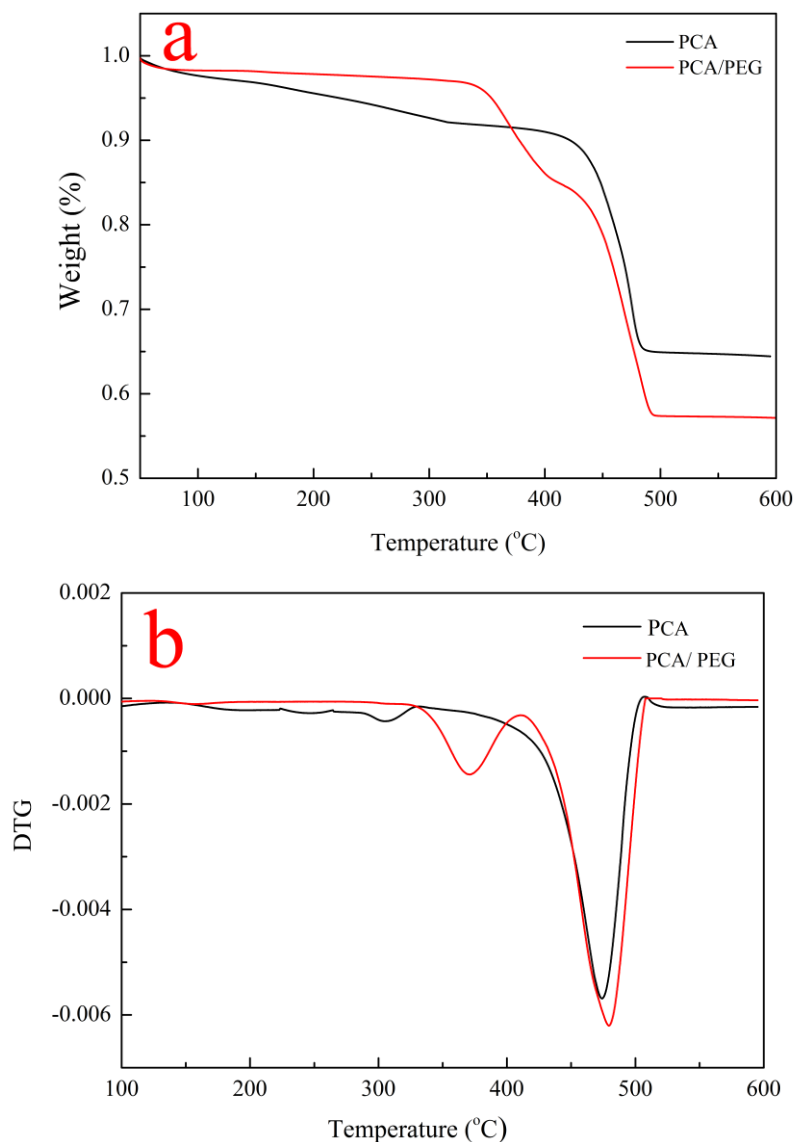 a
PCA
PCA/PEG
1.0
0.9
0.8
0.7
0.6
0.5
Weight (%)
100 200 300 400 500 600
Temperature (°C)
b
PCA
PCA/ PEG
0.002
0.000
-0.002
-0.004
-0.006
DTG
100 200 300 400 500 600
Temperature (°C)